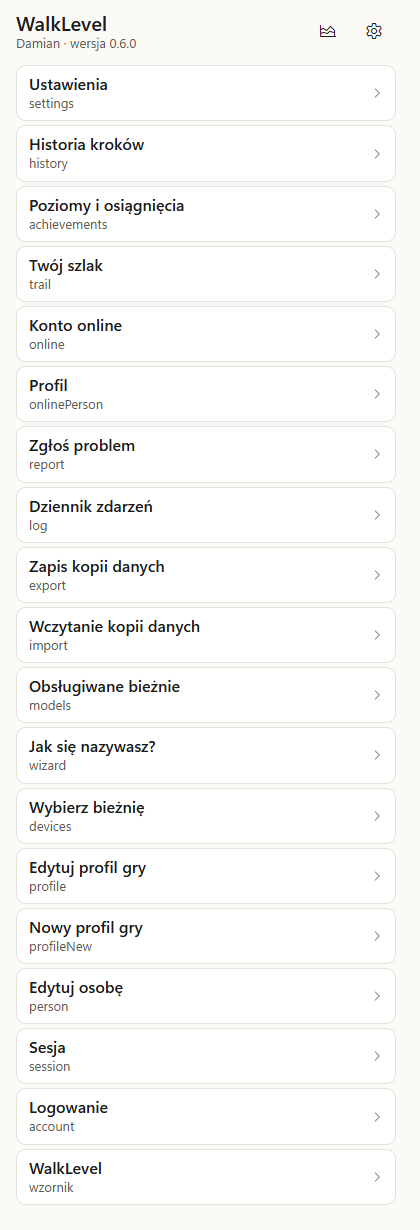 WalkLevel
Damian · wersja 0.6.0
Ustawienia
settings
Historia kroków
history
Poziomy i osiągnięcia
achievements
Twój szlak
trail
Konto online
online
Profil
onlinePerson
Zgłoś problem
report
Dziennik zdarzeń
log
Zapis kopii danych
export
Wczytanie kopii danych
import
Obsługiwane bieżnie
models
Jak się nazywasz?
wizard
Wybierz bieżnię
devices
Edytuj profil gry
profile
Nowy profil gry
profileNew
Edytuj osobę
person
Sesja
session
Logowanie
account
WalkLevel
wzornik